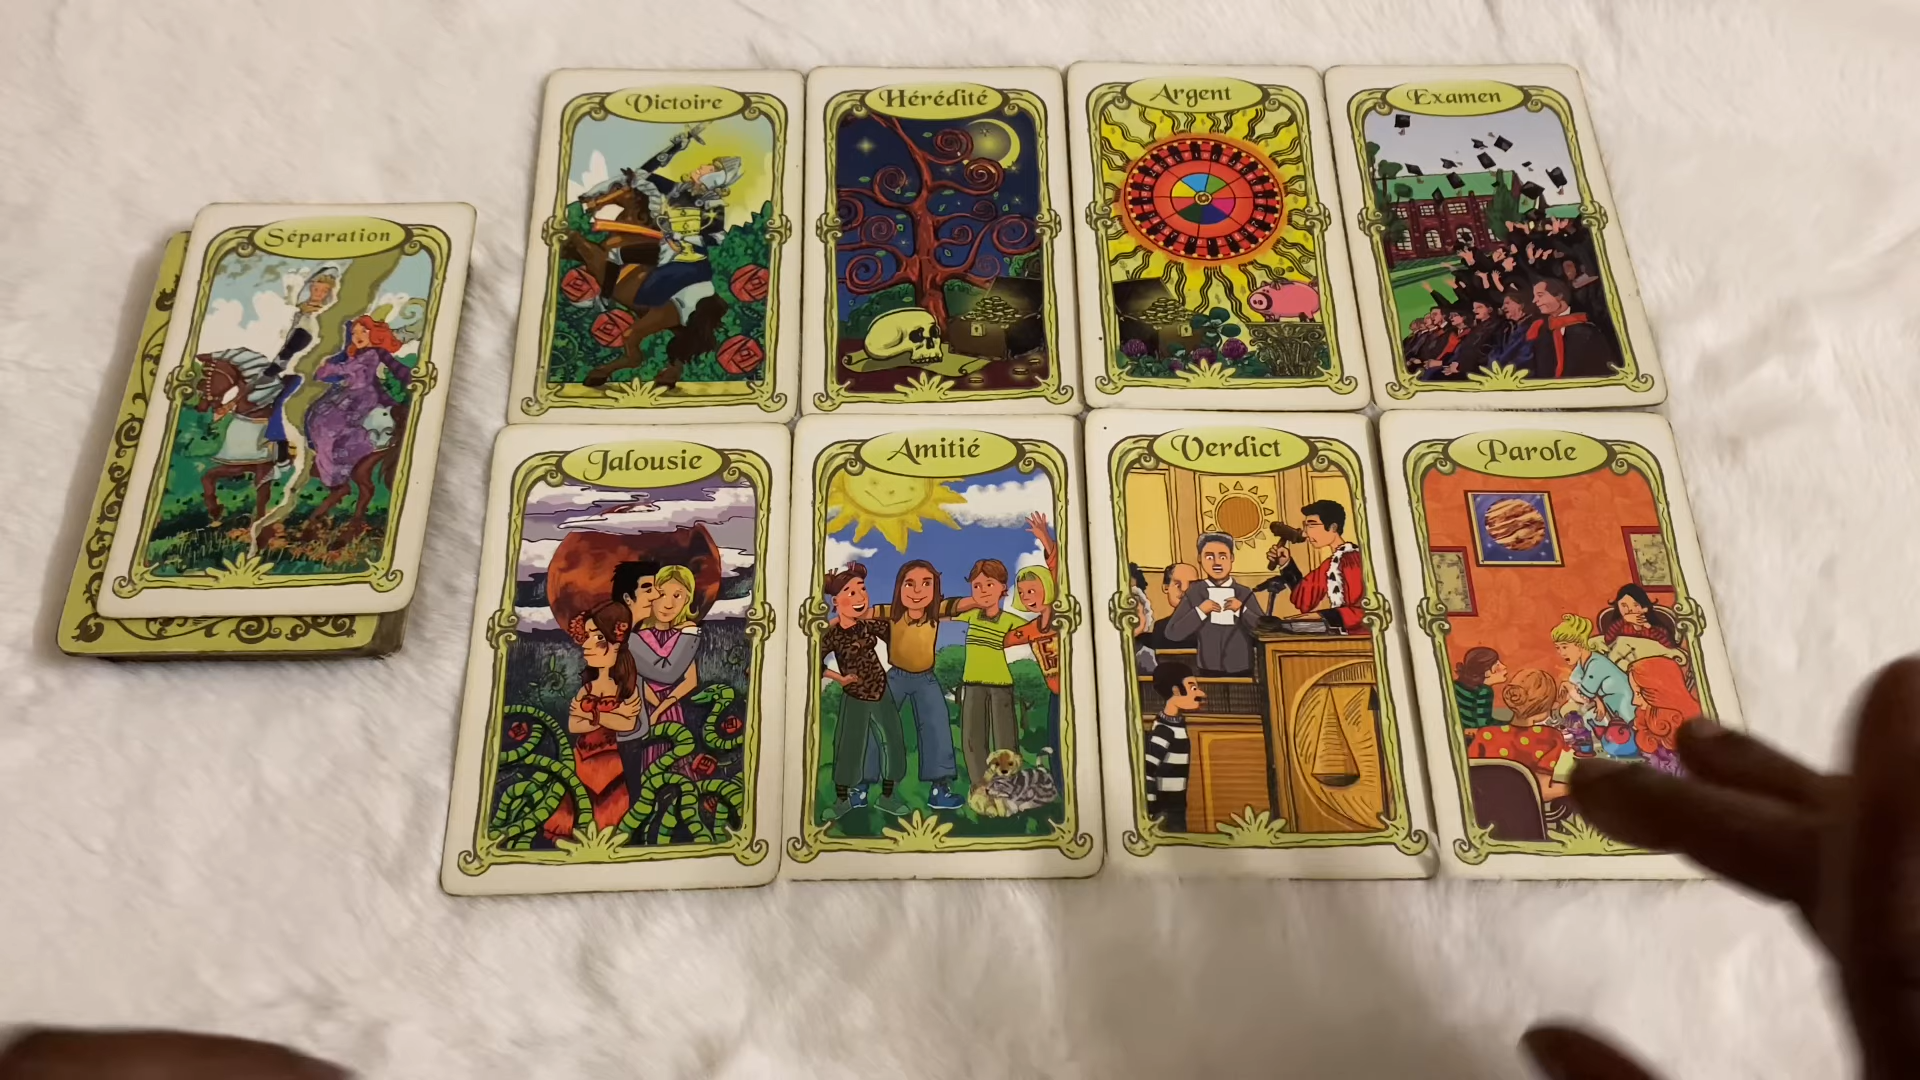 Séparation
Victoire
Hérédité
Argent
Examen
Jalousie
Amitié
Verdict
Parole